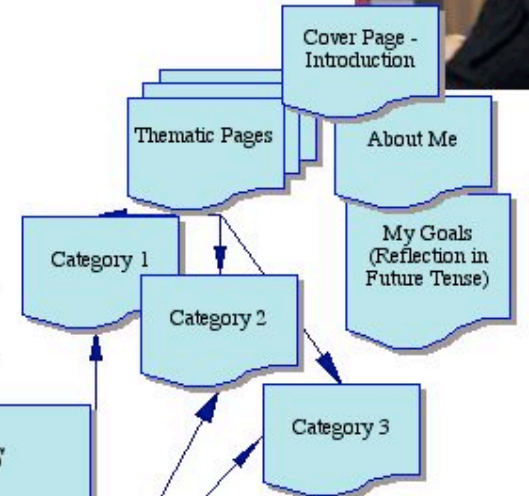 Cover Page -
Introduction
Thematic Pages
About Me
My Goals
(Reflection in
Future Tense)
Category 1
Category 2
Category 3